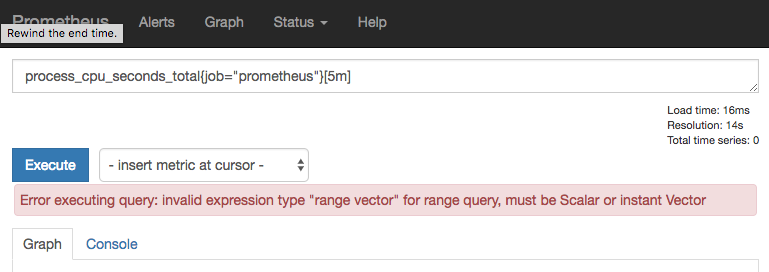 Prometheus Alerts Graph Status Help
Rewind the end time.
process_cpu_seconds_total{job="prometheus"}[5m]
Load time: 16ms
Resolution: 14s
Total time series: 0
Execute - insert metric at cursor -
Error executing query: invalid expression type "range vector" for range query, must be Scalar or instant Vector
Graph Console